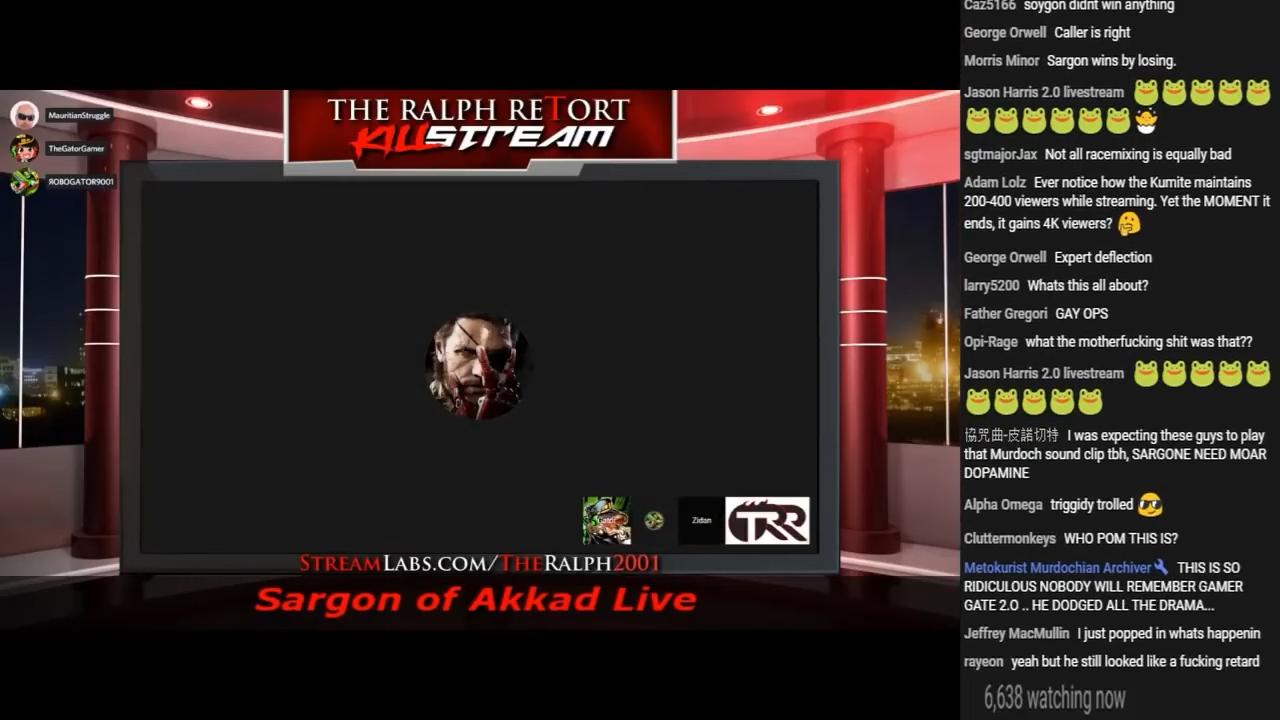 MauritianStruggle
TheGatorGamer
ЯOBOGATOR9001
THE RALPH RETORT
KILLSTREAM
Zidan
TRR
STREAMLABS.COM/THERALPH2001
Sargon of Akkad Live
Caz5166 soygon didnt win anything
George Orwell Caller is right
Morris Minor Sargon wins by losing.
Jason Harris 2.0 livestream 🐸🐸🐸🐸🐸
🐸🐸🐸🐸🐸🐸🐣
sgtmajorJax Not all racemixing is equally bad
Adam Lolz Ever notice how the Kumite maintains
200-400 viewers while streaming. Yet the MOMENT it
ends, it gains 4K viewers? 🤔
George Orwell Expert deflection
larry5200 Whats this all about?
Father Gregori GAY OPS
Opi-Rage what the motherfucking shit was that??
Jason Harris 2.0 livestream 🐸🐸🐸🐸🐸
🐸🐸🐸🐸🐸
協咒曲-皮諾切特 I was expecting these guys to play
that Murdoch sound clip tbh, SARGONE NEED MOAR
DOPAMINE
Alpha Omega triggidy trolled 😎
Cluttermonkeys WHO POM THIS IS?
Metokurist Murdochian Archiver🔧 THIS IS SO
RIDICULOUS NOBODY WILL REMEMBER GAMER
GATE 2.O .. HE DODGED ALL THE DRAMA...
Jeffrey MacMullin I just popped in whats happenin
rayeon yeah but he still looked like a fucking retard
6,638 watching now